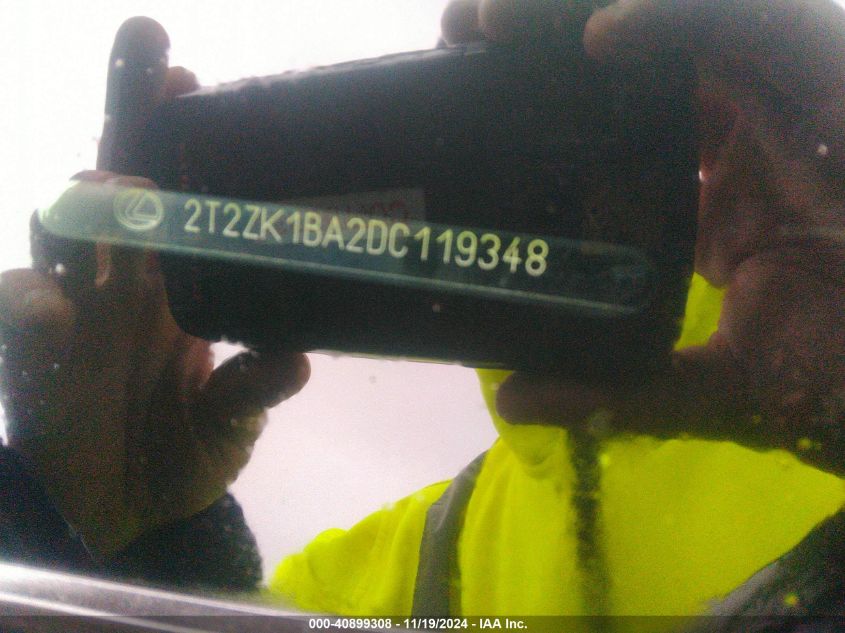 2T2ZK1BA2DC119348
000-40899308 - 11/19/2024 - IAA Inc.